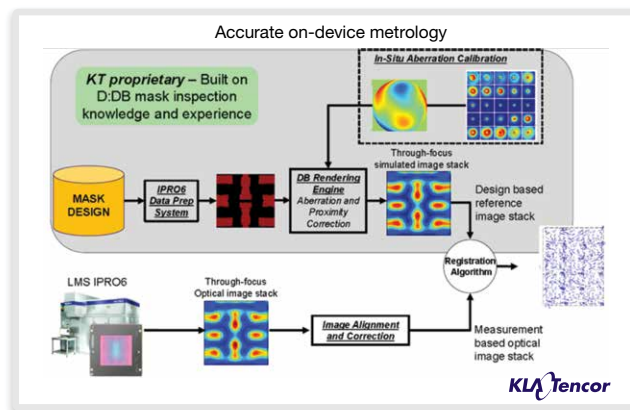 Accurate on-device metrology
KT proprietary – Built on
D:DB mask inspection
knowledge and experience
In-Situ Aberration Calibration
MASK
DESIGN
IPRO6
Data Prep
System
DB Rendering
Engine
Aberration and
Proximity
Correction
Through-focus
simulated image stack
Design based
reference
image stack
Registration
Algorithm
LMS IPRO6
Through-focus
Optical image stack
Image Alignment
and Correction
Measurement
based optical
image stack
KLA Tencor